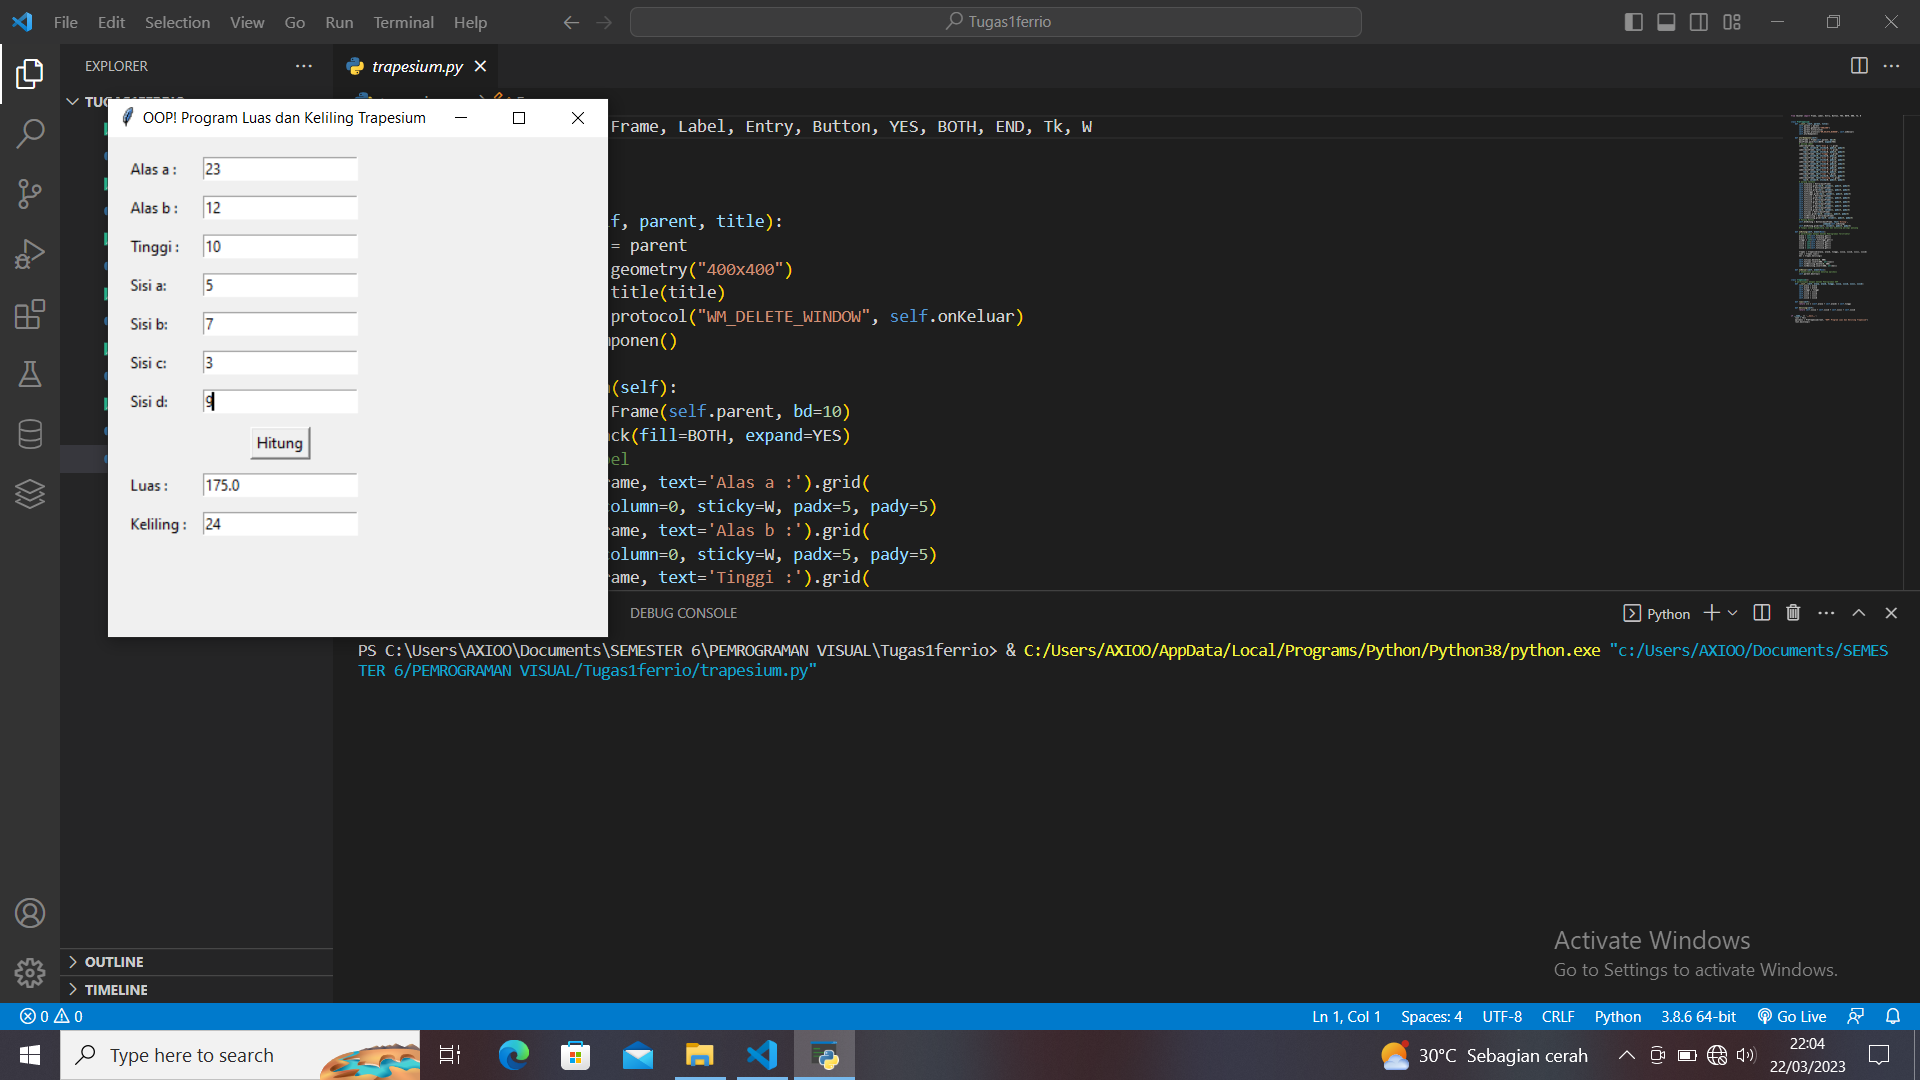 File Edit Selection View Go Run Terminal Help
Tugas1ferrio
EXPLORER
trapesium.py
OOP! Program Luas dan Keliling Trapesium
Alas a : 23
Alas b : 12
Tinggi : 10
Sisi a: 5
Sisi b: 7
Sisi c: 3
Sisi d: 9
Hitung
Luas : 175.0
Keliling : 24
Frame, Label, Entry, Button, YES, BOTH, END, Tk, W
f, parent, title):
= parent
geometry("400x400")
title(title)
protocol("WM_DELETE_WINDOW", self.onKeluar)
ponen()
(self):
Frame(self.parent, bd=10)
ck(fill=BOTH, expand=YES)
el
ame, text='Alas a :').grid(
olumn=0, sticky=W, padx=5, pady=5)
ame, text='Alas b :').grid(
olumn=0, sticky=W, padx=5, pady=5)
ame, text='Tinggi :').grid(
DEBUG CONSOLE
Python
PS C:\Users\AXIOO\Documents\SEMESTER 6\PEMROGRAMAN VISUAL\Tugas1ferrio> & C:/Users/AXIOO/AppData/Local/Programs/Python/Python38/python.exe "c:/Users/AXIOO/Documents/SEMES
TER 6/PEMROGRAMAN VISUAL/Tugas1ferrio/trapesium.py"
OUTLINE
TIMELINE
Activate Windows
Go to Settings to activate Windows.
0 0
Ln 1, Col 1 Spaces: 4 UTF-8 CRLF Python 3.8.6 64-bit Go Live
Type here to search
30°C Sebagian cerah
22:04
22/03/2023